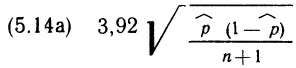 (5.14a) 3,92 √ p̂ (1 — p̂) / n + 1